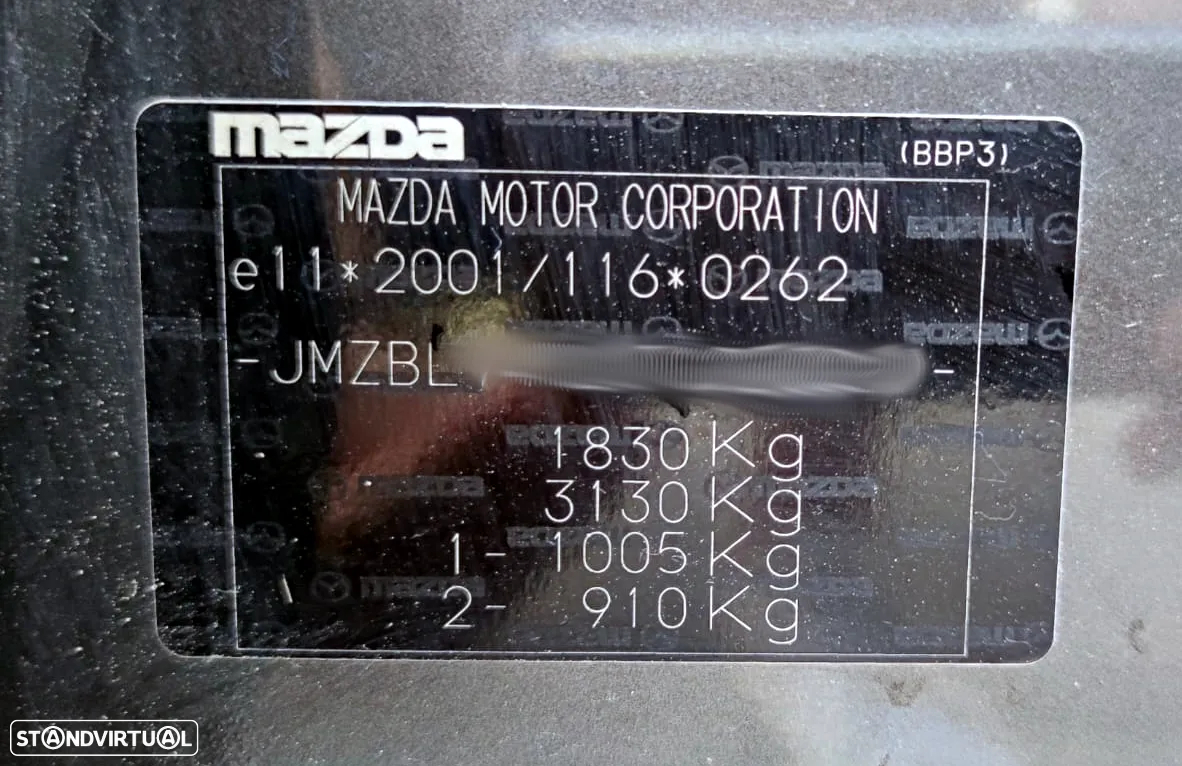 mazda
(BBP3)
MAZDA MOTOR CORPORATION
e11*2001/116*0262
-JMZBL -
1830 Kg
3130 Kg
1- 1005 Kg
2- 910 Kg
STANDVIRTUAL